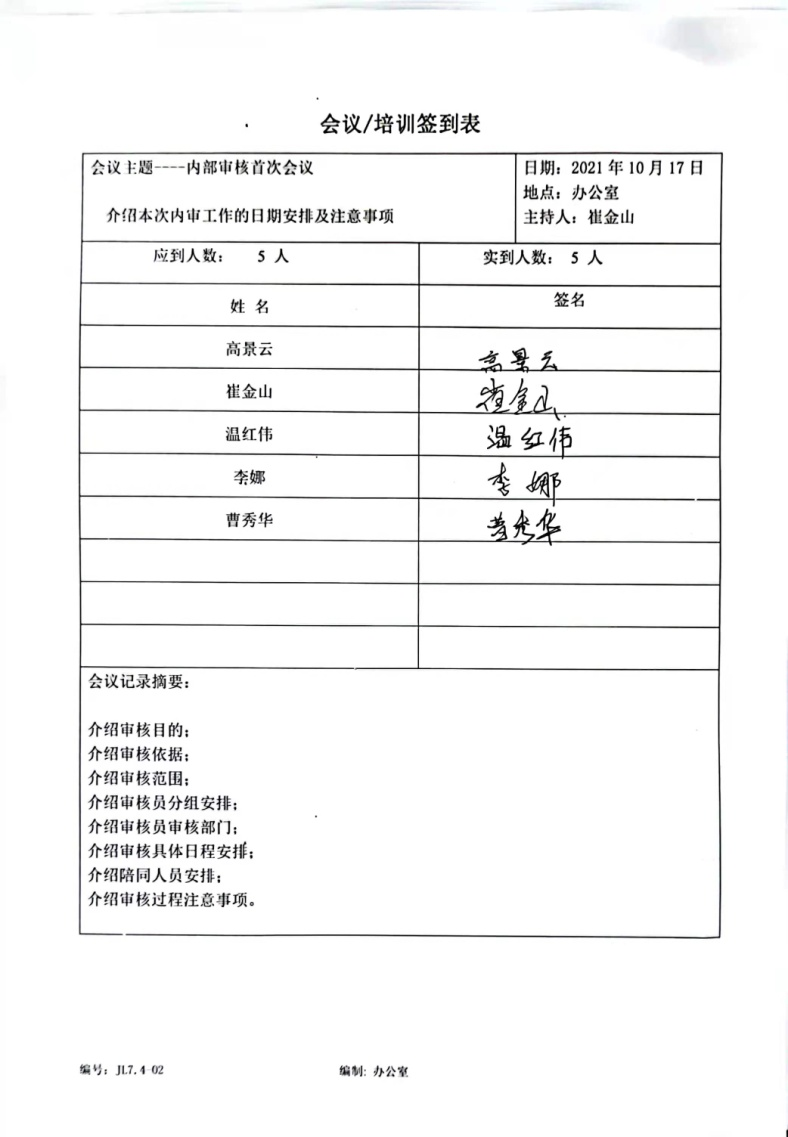 会议/培训签到表
会议主题----内部审核首次会议
介绍本次内审工作的日期安排及注意事项
日期：2021 年 10 月 17 日
地点：办公室
主持人：崔金山
应到人数： 5 人
实到人数： 5 人
姓 名
签名
高景云
高景云
崔金山
崔金山
温红伟
温红伟
李娜
李娜
曹秀华
曹秀华
会议记录摘要：
介绍审核目的；
介绍审核依据；
介绍审核范围；
介绍审核员分组安排；
介绍审核员审核部门；
介绍审核具体日程安排；
介绍陪同人员安排；
介绍审核过程注意事项。
编号：JL7.4-02
编制: 办公室